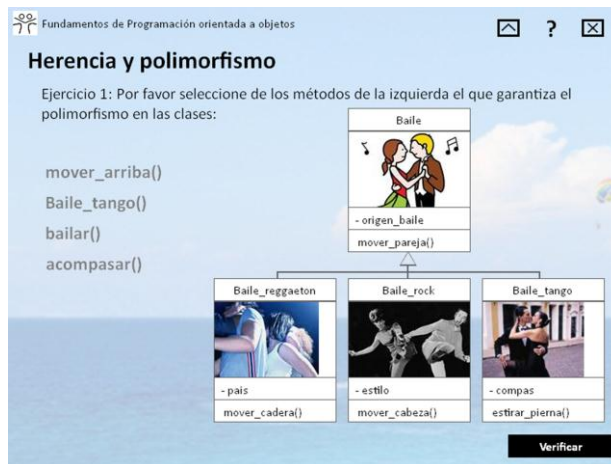 Fundamentos de Programación orientada a objetos
?
Herencia y polimorfismo
Ejercicio 1: Por favor seleccione de los métodos de la izquierda el que garantiza el
polimorfismo en las clases:
mover_arriba()
Baile_tango()
bailar()
acompasar()
Baile
- origen_baile
mover_pareja()
Baile_reggaeton
- pais
mover_cadera()
Baile_rock
- estilo
mover_cabeza()
Baile_tango
- compas
estirar_pierna()
Verificar